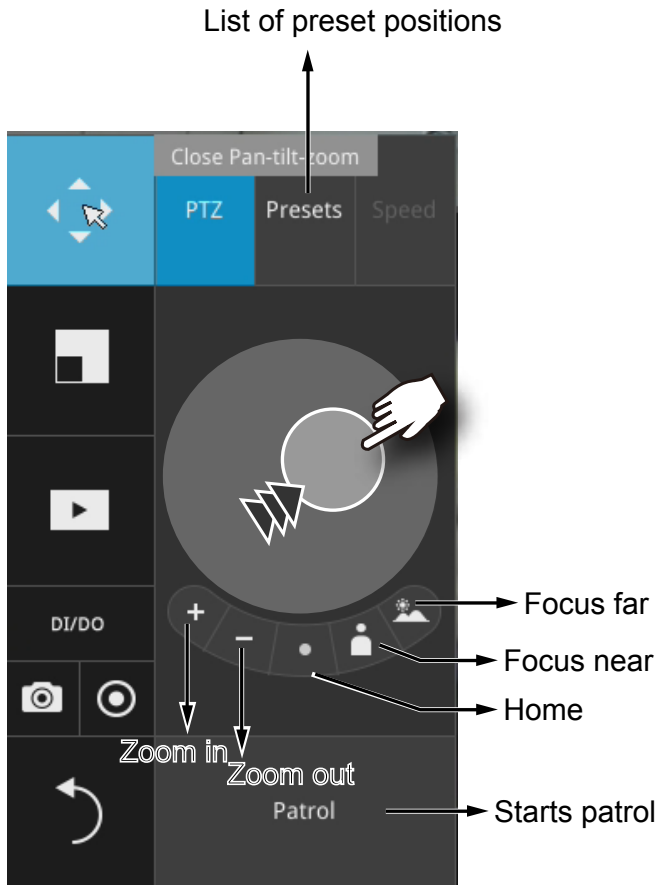 List of preset positions
Close Pan-tilt-zoom
PTZ
Presets
Speed
DI/DO
Focus far
Focus near
Home
Zoom in
Zoom out
Patrol
Starts patrol